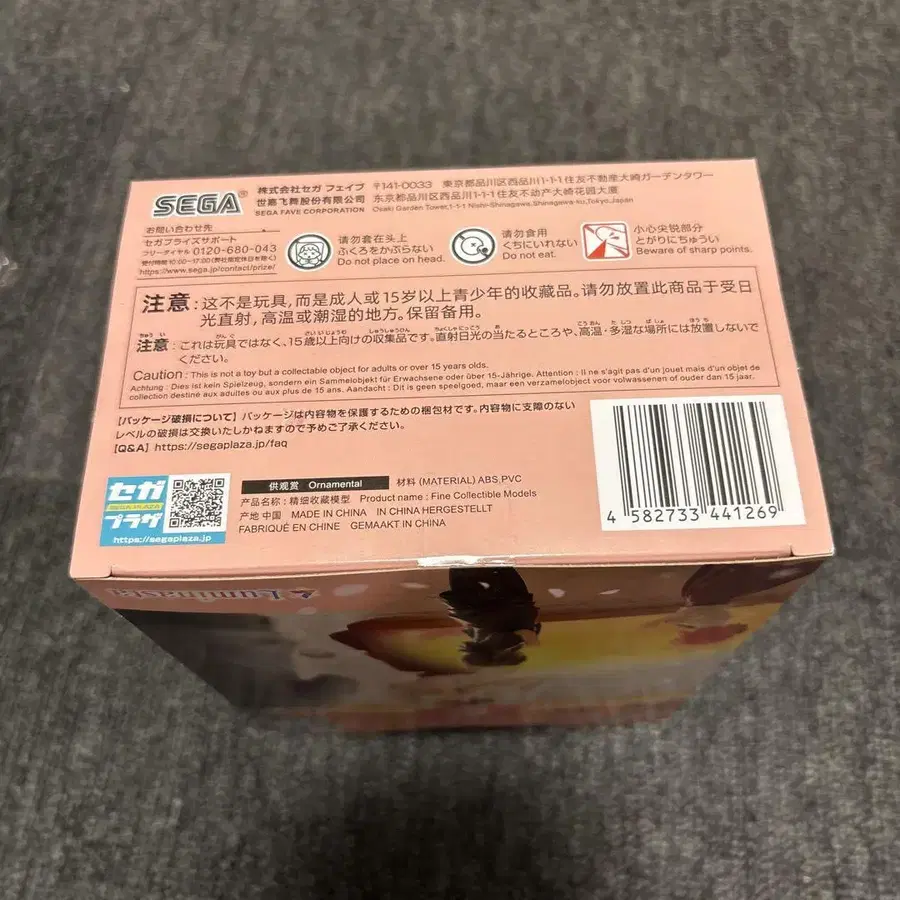 SEGA®
株式会社セガ フェイブ 〒141-0033 東京都品川区西品川1-1-1住友不動産大崎ガーデンタワー
世嘉飞舞股份有限公司 东京都品川区西品川1-1-1住友不动产大崎花园大厦
SEGA FAVE CORPORATION Osaki Garden Tower,1-1-1 Nishi-Shinagawa,Shinagawa-ku,Tokyo,Japan
お問い合わせ先
セガプライズサポート
フリーダイヤル 0120-680-043
https://www.sega.jp/contact/prize/
请勿套在头上
ふくろをかぶらない
Do not place on head.
请勿食用
くちにいれない
Do not eat.
小心尖锐部分
とがりにちゅうい
Beware of sharp points.
注意: 这不是玩具,而是成人或15岁以上青少年的收藏品。请勿放置此商品于受日
光直射,高温或潮湿的地方。保留备用。
注意: これは玩具ではなく、15歳以上向けの収集品です。直射日光の当たるところや、高温・多湿な場所には放置しないで
ください。
Caution : This is not a toy but a collectable object for adults or over 15 years olds.
Achtung : Dies ist kein Spielzeug, sondern ein Sammelobjekt für Erwachsene oder über 15-Jährige. Attention : Il ne s'agit pas d'un jouet mais d'un objet de
collection destiné aux adultes ou aux plus de 15 ans. Aandacht : Dit is geen speelgoed, maar een verzamelobject voor volwassenen of ouder dan 15 jaar.
【パッケージ破損について】パッケージは内容物を保護するための梱包材です。内容物に支障のない
レベルの破損は交換いたしかねますので予めご了承ください。
【Q&A】https://segaplaza.jp/faq
セガ
SEGA PLAZA
プラザ
https://segaplaza.jp
供观赏 Ornamental 材料 (MATERIAL) ABS,PVC
产品名称: 精细收藏模型 Product name : Fine Collectible Models
产地 中国 MADE IN CHINA IN CHINA HERGESTELLT
FABRIQUÉ EN CHINE GEMAAKT IN CHINA
4 582733 441269
Luminasta